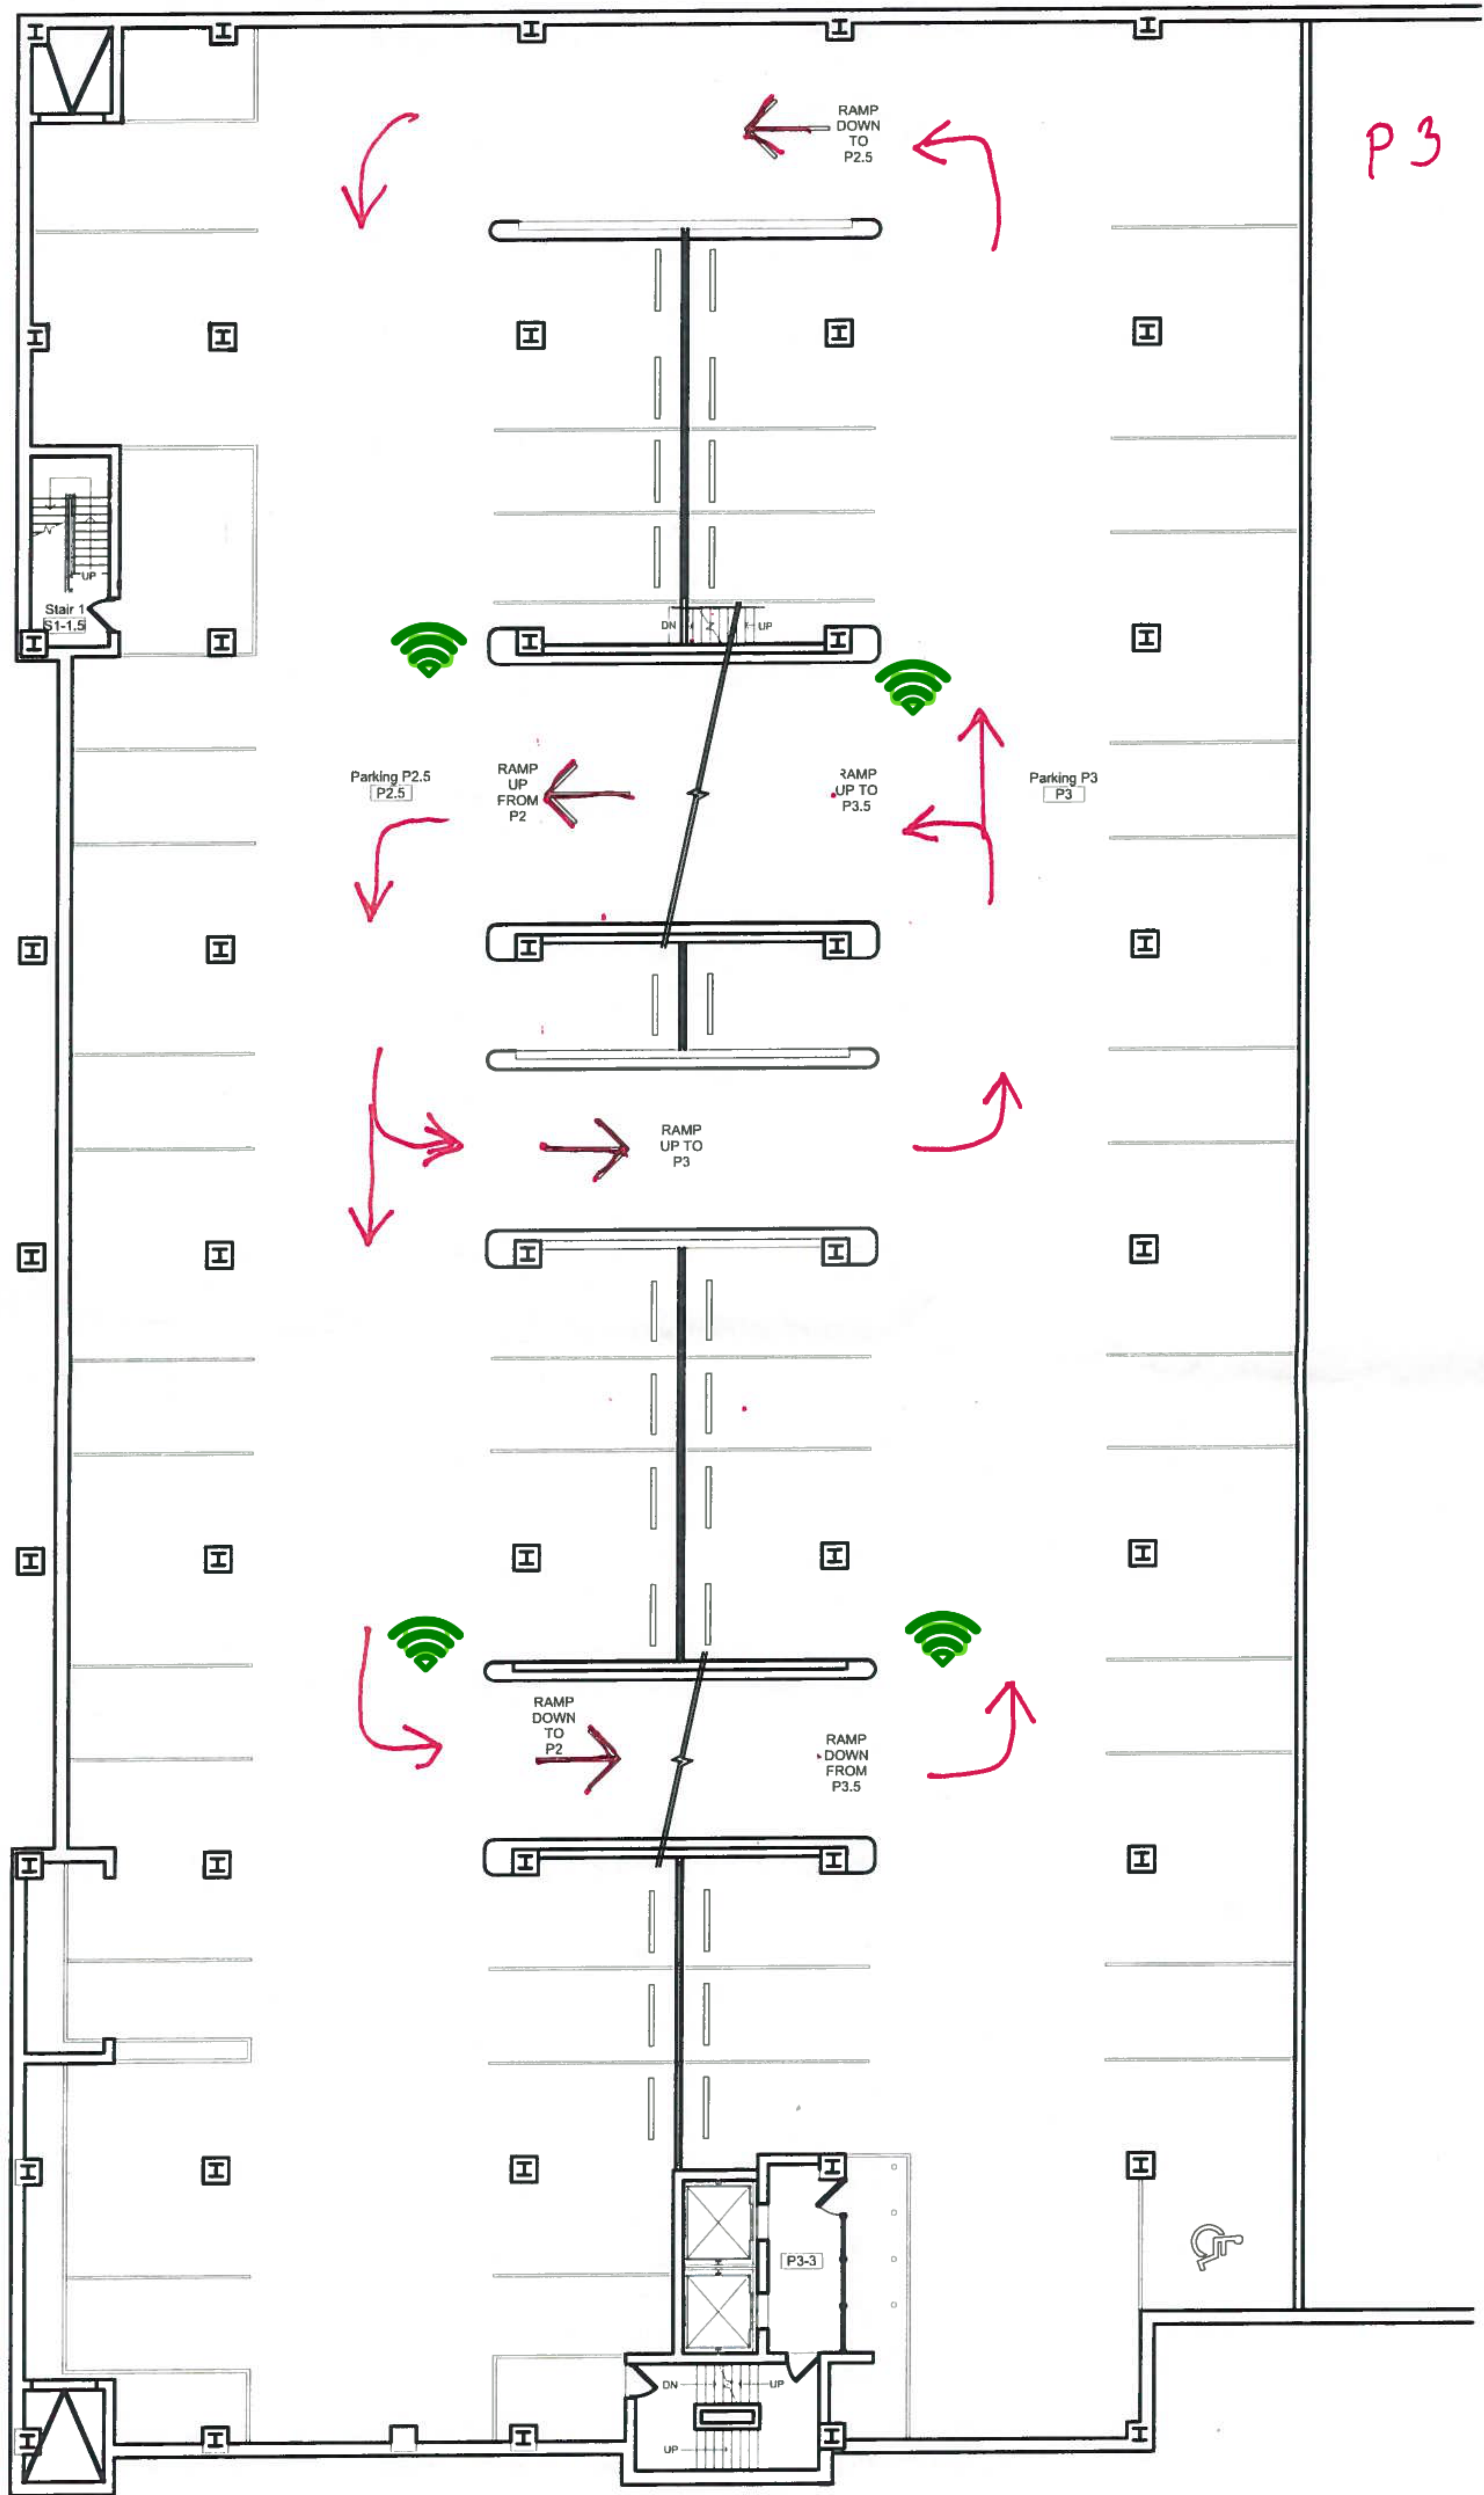 RAMP
DOWN
TO
P2.5
P 3
UP
Stair 1
S1-1.5
DN
UP
Parking P2.5
P2.5
RAMP
UP
FROM
P2
RAMP
UP TO
P3.5
Parking P3
P3
RAMP
UP TO
P3
RAMP
DOWN
TO
P2
RAMP
DOWN
FROM
P3.5
P3-3
DN
UP
UP